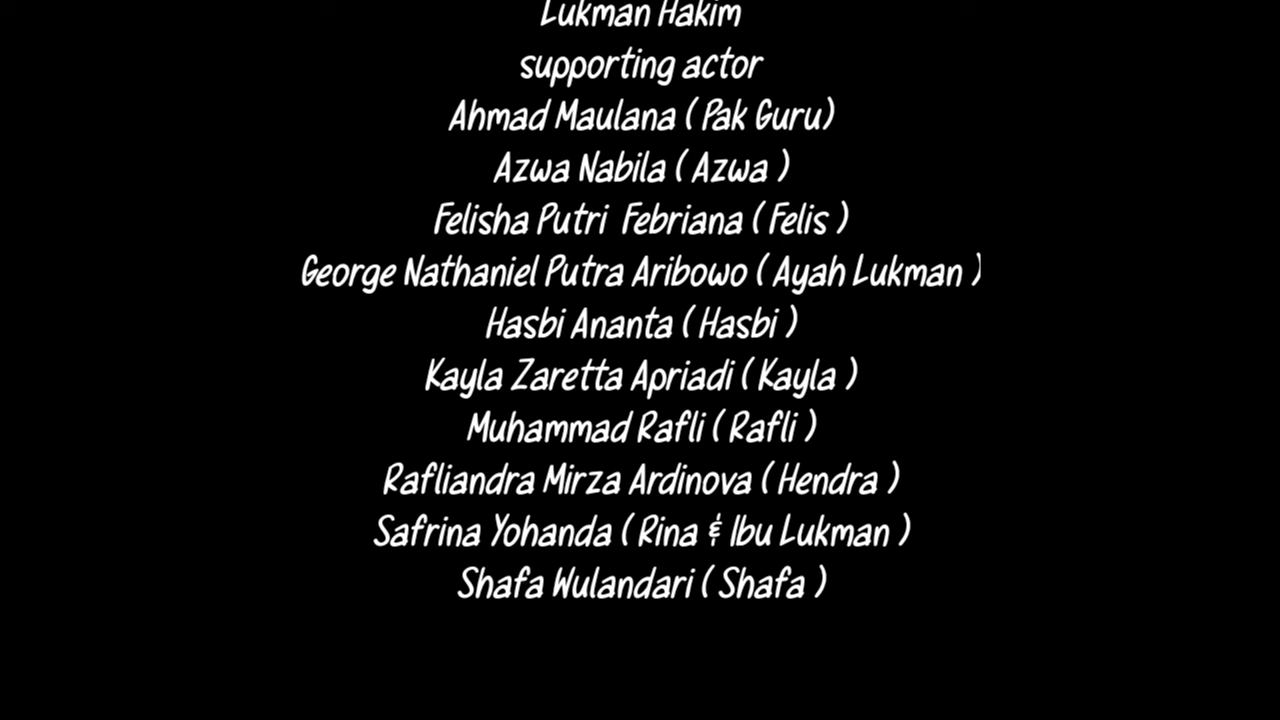 Lukman Hakim
supporting actor
Ahmad Maulana ( Pak Guru)
Azwa Nabila ( Azwa )
Felisha Putri  Febriana ( Felis )
George Nathaniel Putra Aribowo ( Ayah Lukman )
Hasbi Ananta ( Hasbi )
Kayla Zaretta Apriadi ( Kayla )
Muhammad Rafli ( Rafli )
Rafliandra Mirza Ardinova ( Hendra )
Safrina Yohanda ( Rina & Ibu Lukman )
Shafa Wulandari ( Shafa )